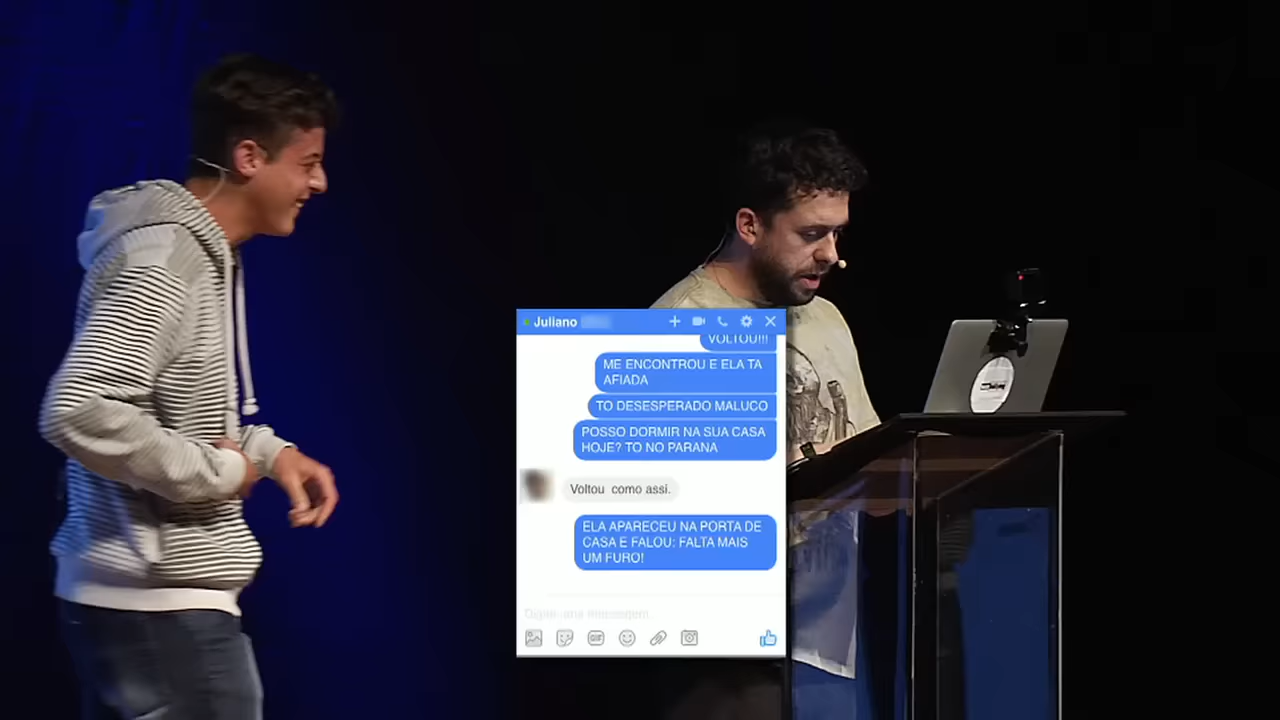 Juliano
VOLTOU!!!
ME ENCONTROU E ELA TA
AFIADA
TO DESESPERADO MALUCO
POSSO DORMIR NA SUA CASA
HOJE? TO NO PARANA
Voltou como assi.
ELA APARECEU NA PORTA DE
CASA E FALOU: FALTA MAIS
UM FURO!
GIF